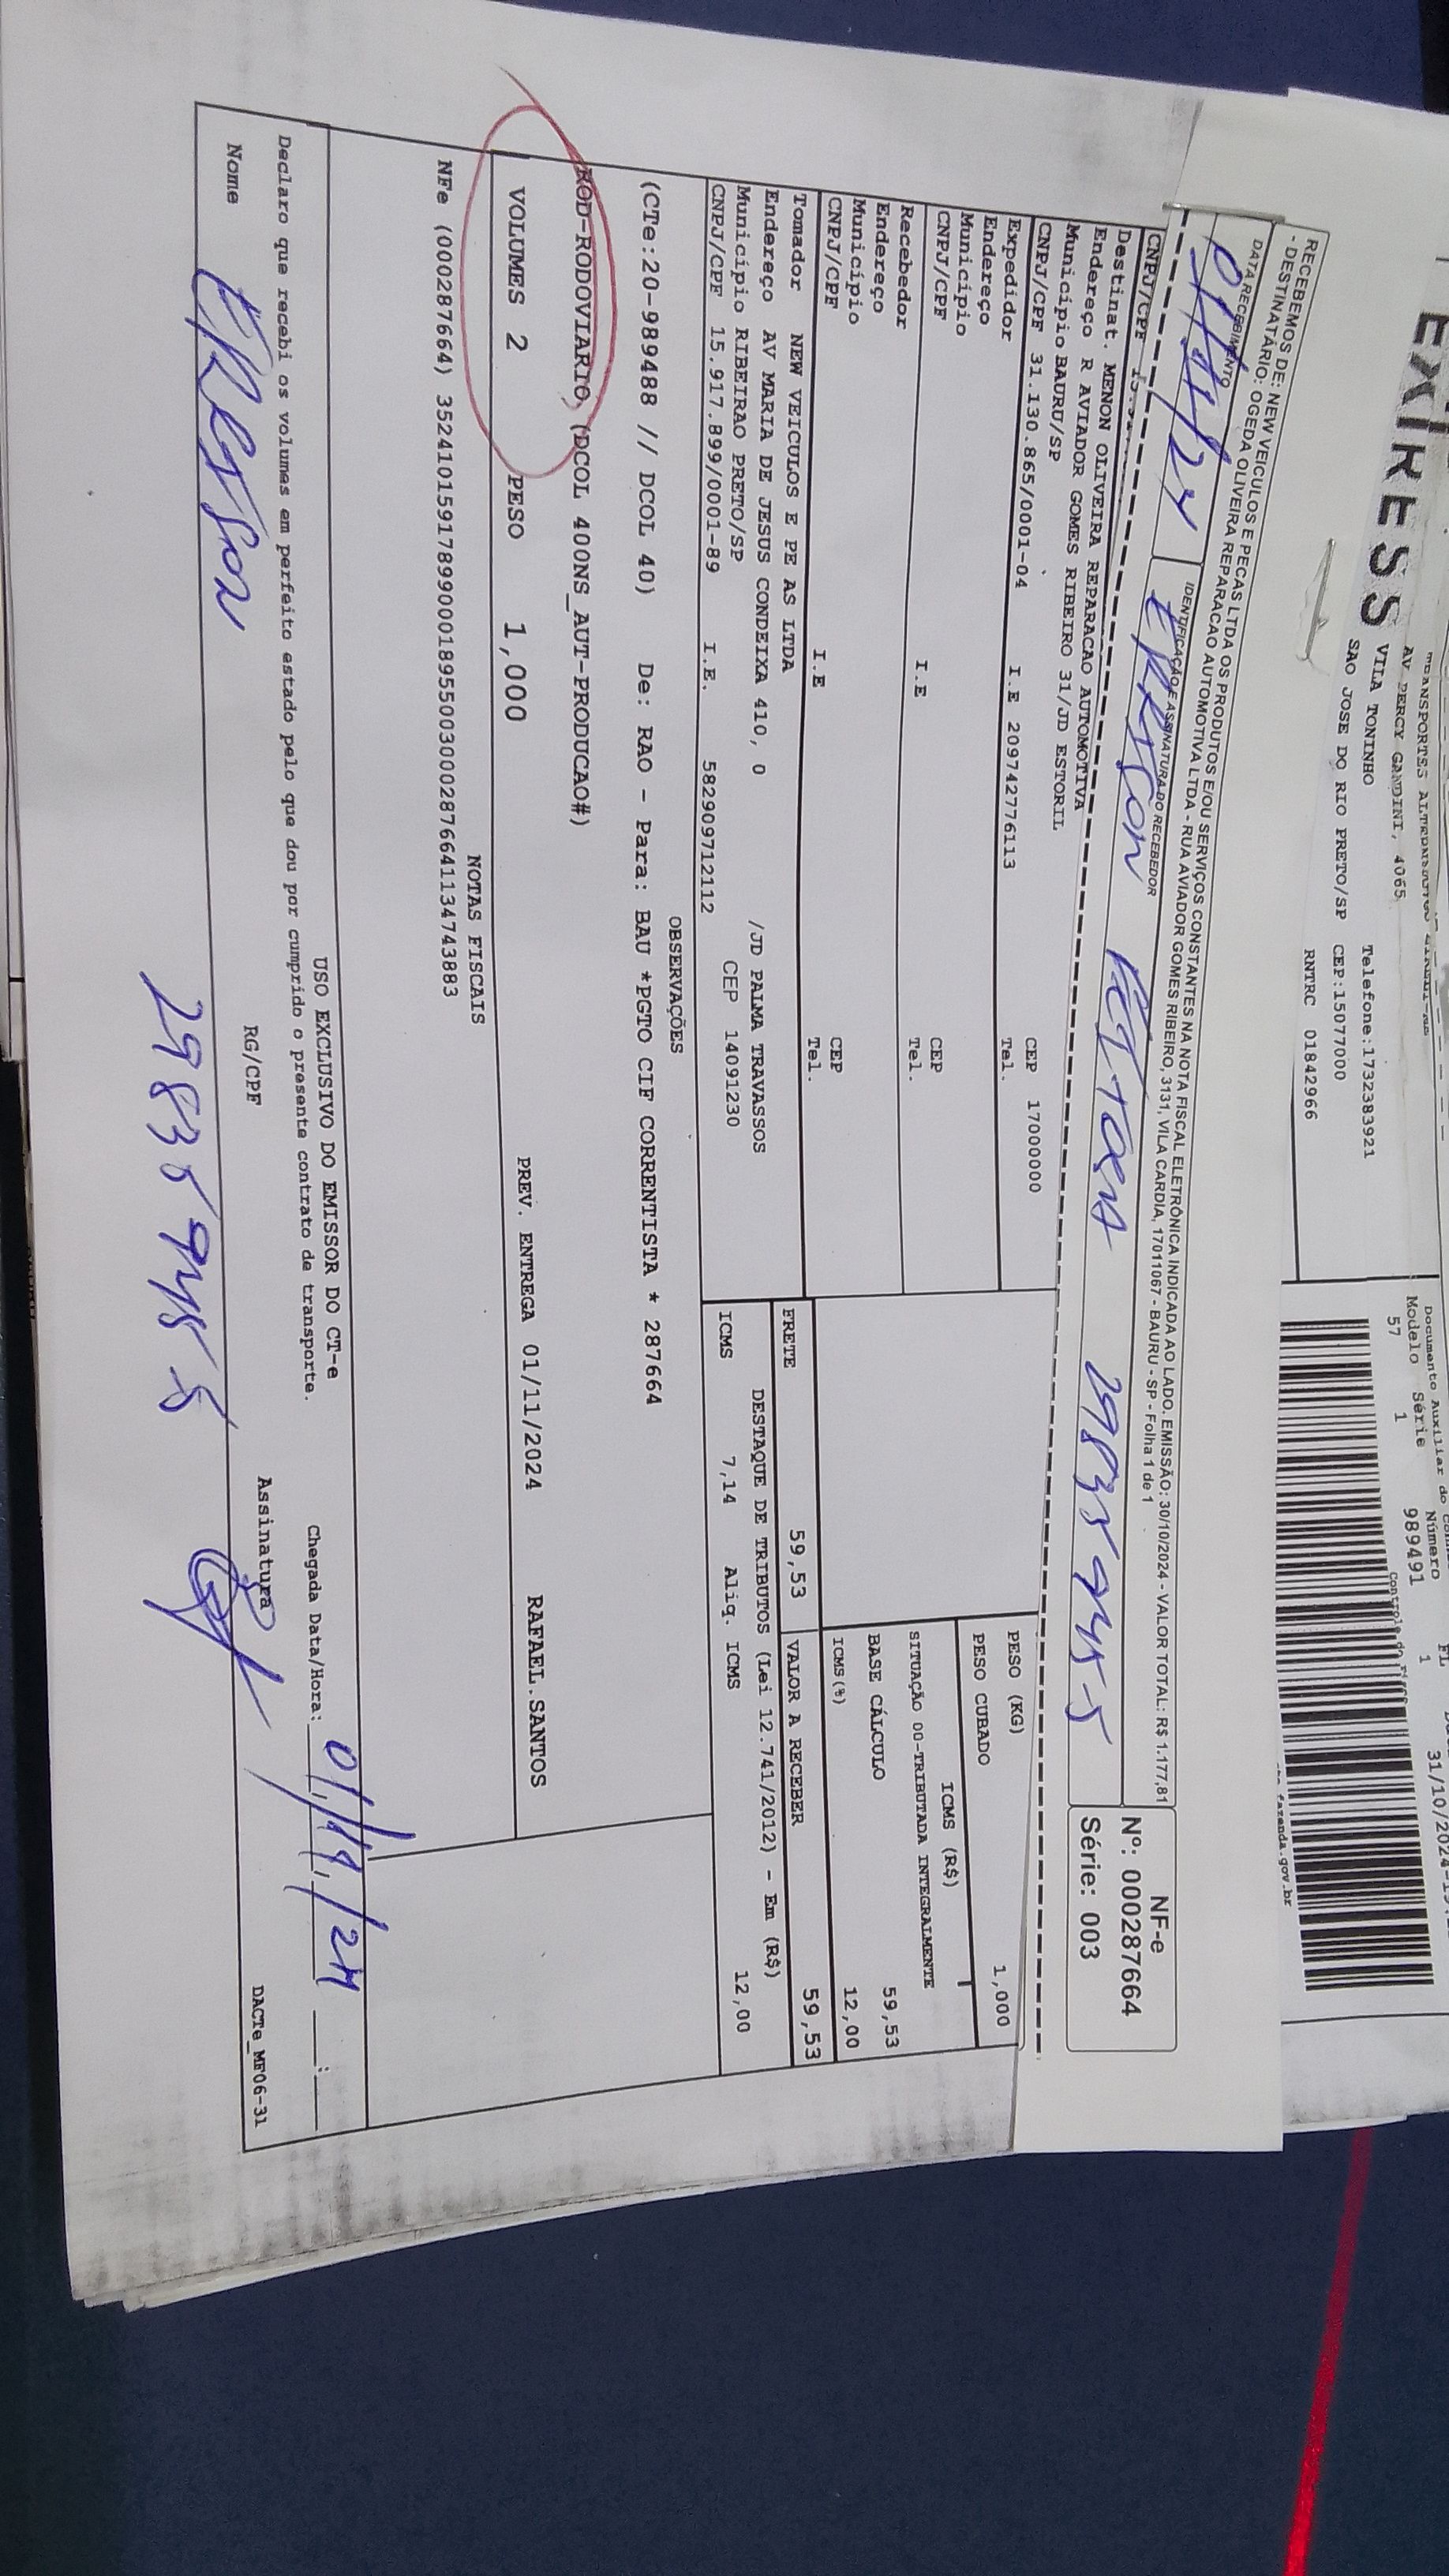 EXPRESS
AV PERCY GANDINI, 4065
VILA TONINHO
SAO JOSE DO RIO PRETO/SP
Telefone:1732383921
CEP:15077000
RNTRC 01842966
Documento Auxiliar do
Modelo Série Número FL
57 1 989491 1
31/10/2024
RECEBEMOS DE: NEW VEICULOS E PECAS LTDA OS PRODUTOS E/OU SERVIÇOS CONSTANTES NA NOTA FISCAL ELETRÔNICA INDICADA AO LADO. EMISSÃO: 30/10/2024 - VALOR TOTAL: R$ 1.177,81
- DESTINATÁRIO: OGEDA OLIVEIRA REPARACAO AUTOMOTIVA LTDA - RUA AVIADOR GOMES RIBEIRO, 3131, VILA CARDIA, 17011067 - BAURU - SP - Folha 1 de 1
DATA RECEBIMENTO
IDENTIFICAÇÃO E ASSINATURA DO RECEBEDOR
NF-e
Nº: 000287664
Série: 003
CNPJ/CPF
Destinat. MENON OLIVEIRA REPARACAO AUTOMOTIVA
Endereço R AVIADOR GOMES RIBEIRO 31/JD ESTORIL
Município BAURU/SP CEP 17000000
CNPJ/CPF 31.130.865/0001-04 I.E 209742776113 Tel.
Expedidor
Endereço
Município CEP
CNPJ/CPF I.E Tel.
Recebedor
Endereço
Município CEP
CNPJ/CPF I.E Tel.
Tomador NEW VEICULOS E PE AS LTDA
Endereço AV MARIA DE JESUS CONDEIXA 410, 0 /JD PALMA TRAVASSOS
Município RIBEIRAO PRETO/SP CEP 14091230
CNPJ/CPF 15.917.899/0001-89 I.E. 582909712112
PESO (KG) 1,000
PESO CUBADO
ICMS (R$)
SITUAÇÃO 00-TRIBUTADA INTEGRALMENTE
BASE CÁLCULO 59,53
ICMS(%) 12,00
FRETE 59,53 VALOR A RECEBER 59,53
DESTAQUE DE TRIBUTOS (Lei 12.741/2012) - Em (R$)
ICMS 7,14 Aliq. ICMS 12,00
OBSERVAÇÕES
(CTe:20-989488 // DCOL 40) De: RAO - Para: BAU *PGTO CIF CORRENTISTA * 287664
ROD-RODOVIARIO, (DCOL 400NS_AUT-PRODUCAO#)
VOLUMES 2 PESO 1,000 PREV. ENTREGA 01/11/2024 RAFAEL.SANTOS
NOTAS FISCAIS
NFe (000287664) 35241015917899000189550030002876641134743883
USO EXCLUSIVO DO EMISSOR DO CT-e
Declaro que recebi os volumes em perfeito estado pelo que dou por cumprido o presente contrato de transporte.
Chegada Data/Hora: 01/11/24 __:__
Nome RG/CPF Assinatura
DACTe_MF06-31